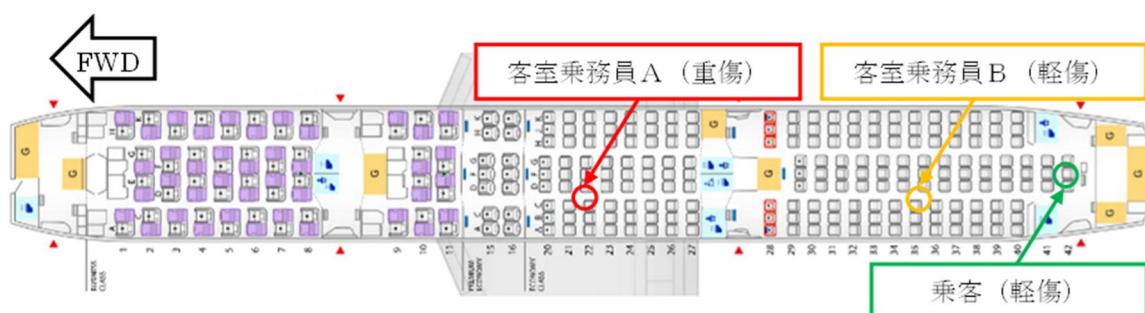 FWD
客室乗務員A（重傷）
客室乗務員B（軽傷）
G
G
G
G
G
G
G
G
H K
D E F G
A C
H J K
D F G
A B C
1 2 3 4 5 6 7 8 9 10 11 15 16 20 21 22 23 24 25 26 27 28 29 30 31 32 33 34 35 36 37 38 39 40 41 42
BUSINESS
CLASS
PREMIUM
ECONOMY
ECONOMY
CLASS
乗客（軽傷）